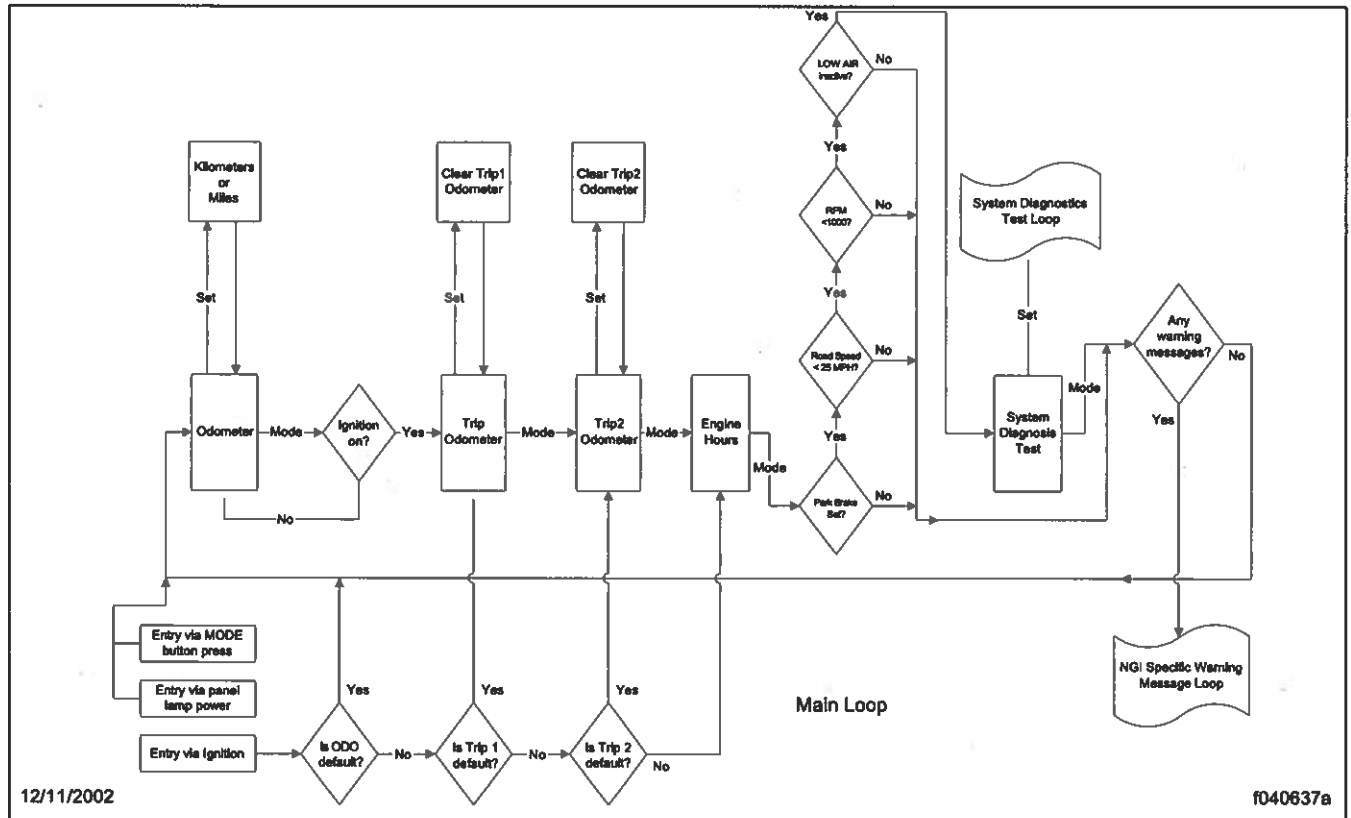 Yes
LOW AIR
inactive?
No
Yes
Kilometers
or
Miles
Clear Trip1
Odometer
Clear Trip2
Odometer
RPM
<1000?
No
System Diagnostics
Test Loop
Set
Set
Set
Yes
Set
Road Speed
< 25 MPH?
No
Any
warning
messages?
No
Odometer
Mode
Ignition
on?
Yes
Trip
Odometer
Mode
Trip2
Odometer
Mode
Engine
Hours
Mode
Yes
System
Diagnosis
Test
Mode
Yes
No
Park Brake
Set?
No
Entry via MODE
button press
Entry via panel
lamp power
Entry via Ignition
Yes
Is ODO
default?
No
Yes
Is Trip 1
default?
No
Yes
Is Trip 2
default?
No
Main Loop
NGI Specific Warning
Message Loop
12/11/2002
f040637a